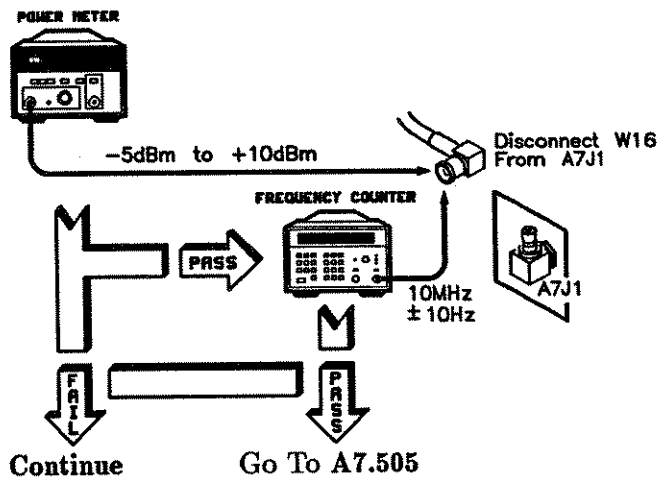 POWER METER
-5dBm to +10dBm
Disconnect W16
From A7J1
FREQUENCY COUNTER
PASS
A7J1
10MHz
± 10Hz
FAIL
PASS
Continue
Go To A7.505